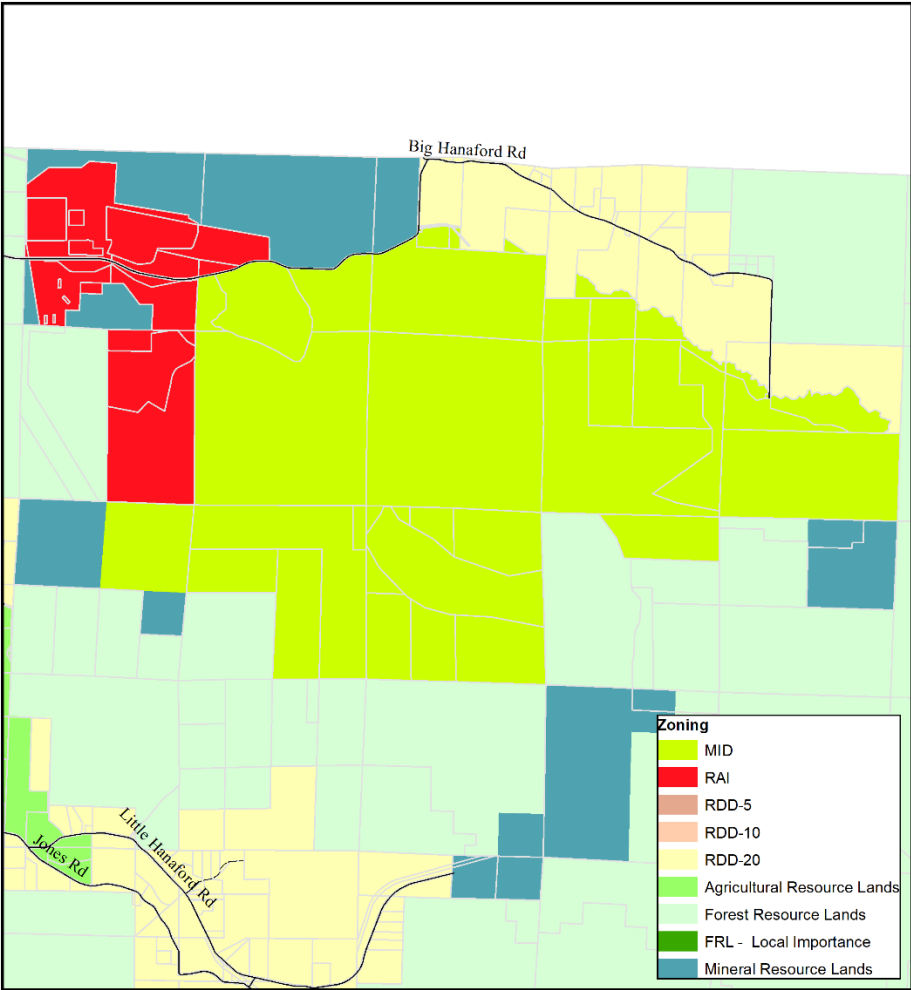 Big Hanaford Rd
Zoning
MID
RAI
RDD-5
RDD-10
RDD-20
Agricultural Resource Lands
Forest Resource Lands
FRL - Local Importance
Mineral Resource Lands
Little Hanaford Rd
Jones Rd